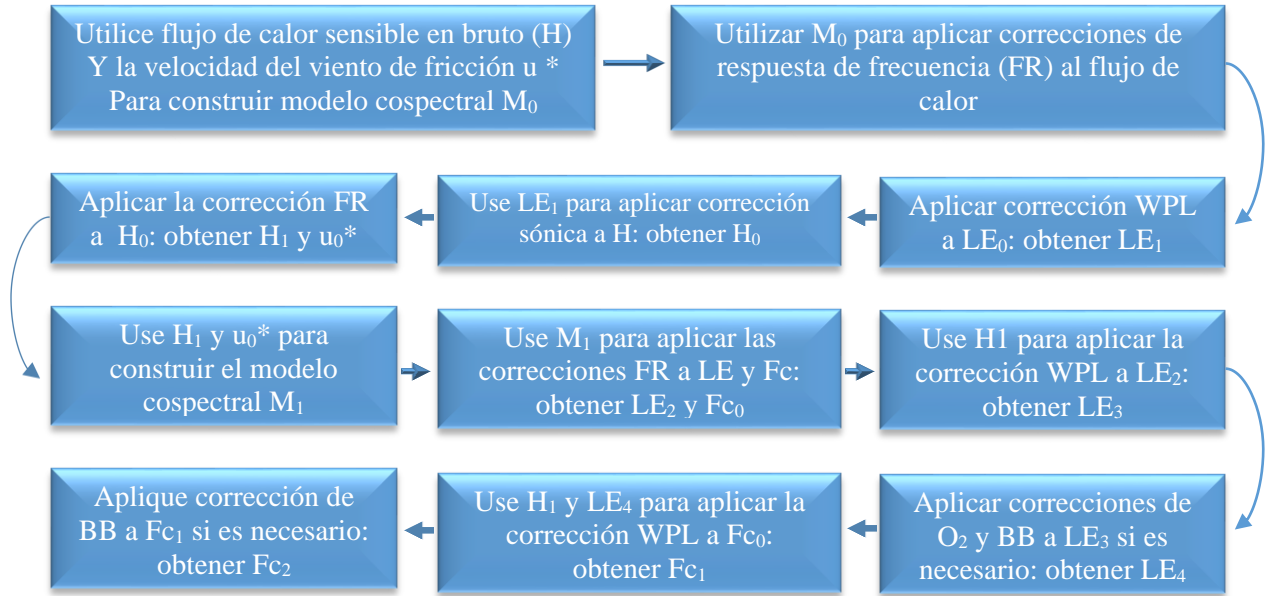 Utilice flujo de calor sensible en bruto (H)
Y la velocidad del viento de fricción u *
Para construir modelo cospectral M₀
Utilizar M₀ para aplicar correcciones de
respuesta de frecuencia (FR) al flujo de
calor
Aplicar corrección WPL
a LE₀: obtener LE₁
Use LE₁ para aplicar corrección
sónica a H: obtener H₀
Aplicar la corrección FR
a H₀: obtener H₁ y u₀*
Use H₁ y u₀* para
construir el modelo
cospectral M₁
Use M₁ para aplicar las
correcciones FR a LE y Fc:
obtener LE₂ y Fc₀
Use H1 para aplicar la
corrección WPL a LE₂:
obtener LE₃
Aplicar correcciones de
O₂ y BB a LE₃ si es
necesario: obtener LE₄
Use H₁ y LE₄ para aplicar la
corrección WPL a Fc₀:
obtener Fc₁
Aplique corrección de
BB a Fc₁ si es necesario:
obtener Fc₂